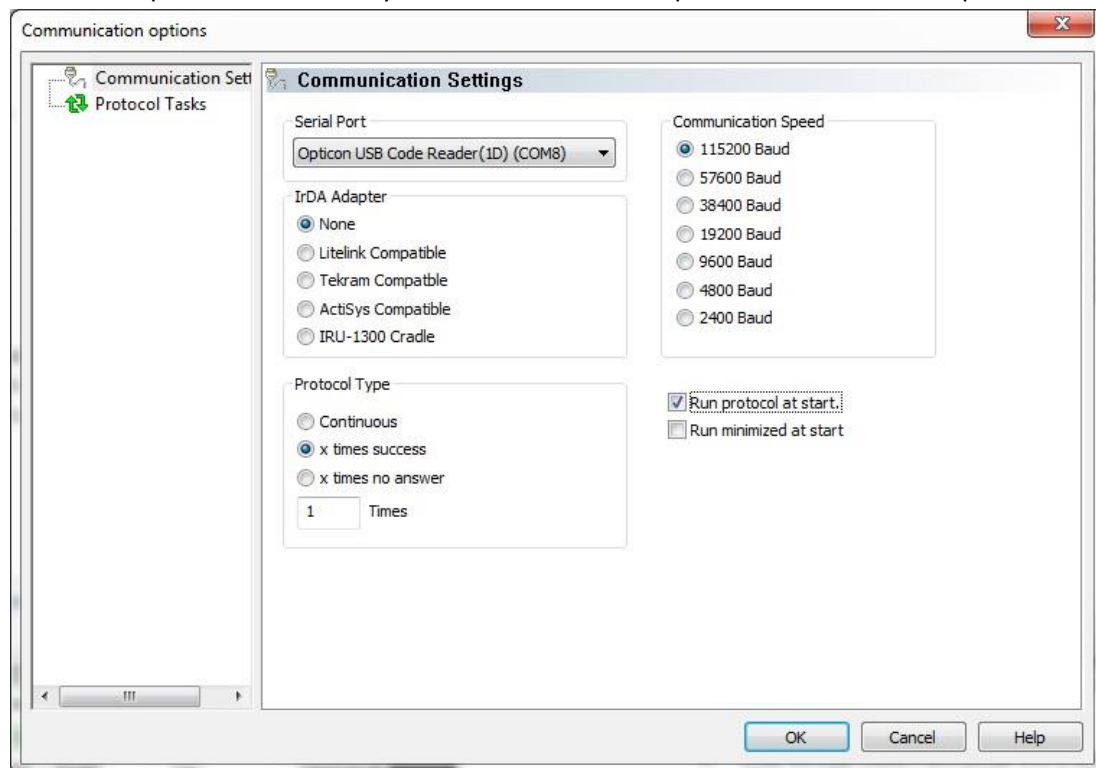 Communication options
Communication Sett
Protocol Tasks
Communication Settings
Serial Port
Opticon USB Code Reader(1D) (COM8)
IrDA Adapter
None
Litelink Compatible
Tekram Compatble
ActiSys Compatible
IRU-1300 Cradle
Protocol Type
Continuous
x times success
x times no answer
1 Times
Communication Speed
115200 Baud
57600 Baud
38400 Baud
19200 Baud
9600 Baud
4800 Baud
2400 Baud
Run protocol at start.
Run minimized at start
OK Cancel Help